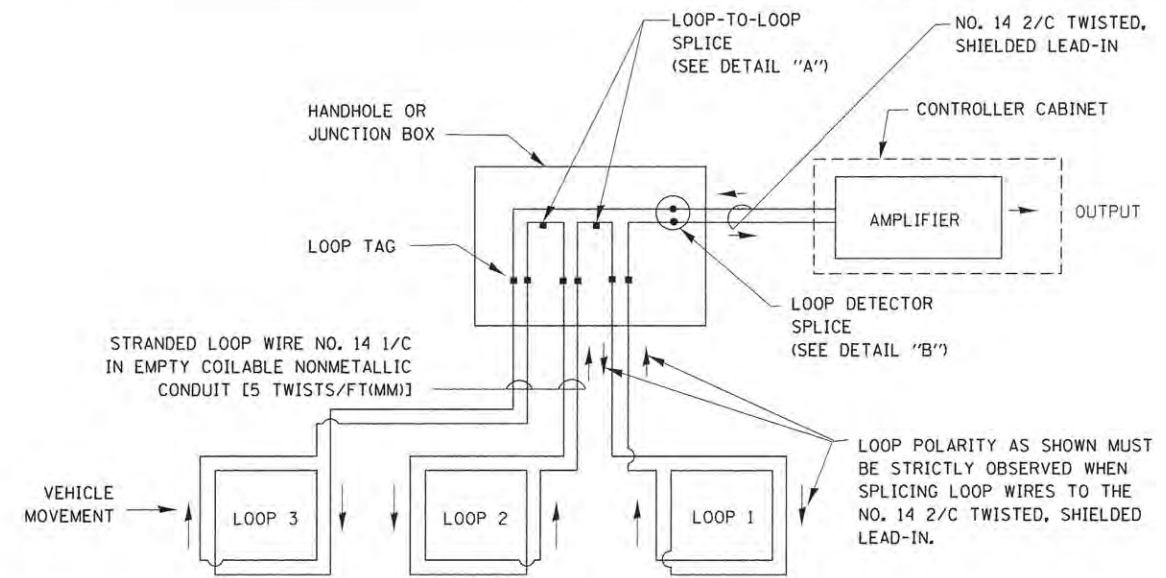 LOOP-TO-LOOP
SPLICE
(SEE DETAIL "A")
NO. 14 2/C TWISTED,
SHIELDED LEAD-IN
HANDHOLE OR
JUNCTION BOX
CONTROLLER CABINET
AMPLIFIER
OUTPUT
LOOP TAG
LOOP DETECTOR
SPLICE
(SEE DETAIL "B")
STRANDED LOOP WIRE NO. 14 1/C
IN EMPTY COILABLE NONMETALLIC
CONDUIT [5 TWISTS/FT(MM)]
LOOP POLARITY AS SHOWN MUST
BE STRICTLY OBSERVED WHEN
SPLICING LOOP WIRES TO THE
NO. 14 2/C TWISTED, SHIELDED
LEAD-IN.
VEHICLE
MOVEMENT
LOOP 3
LOOP 2
LOOP 1